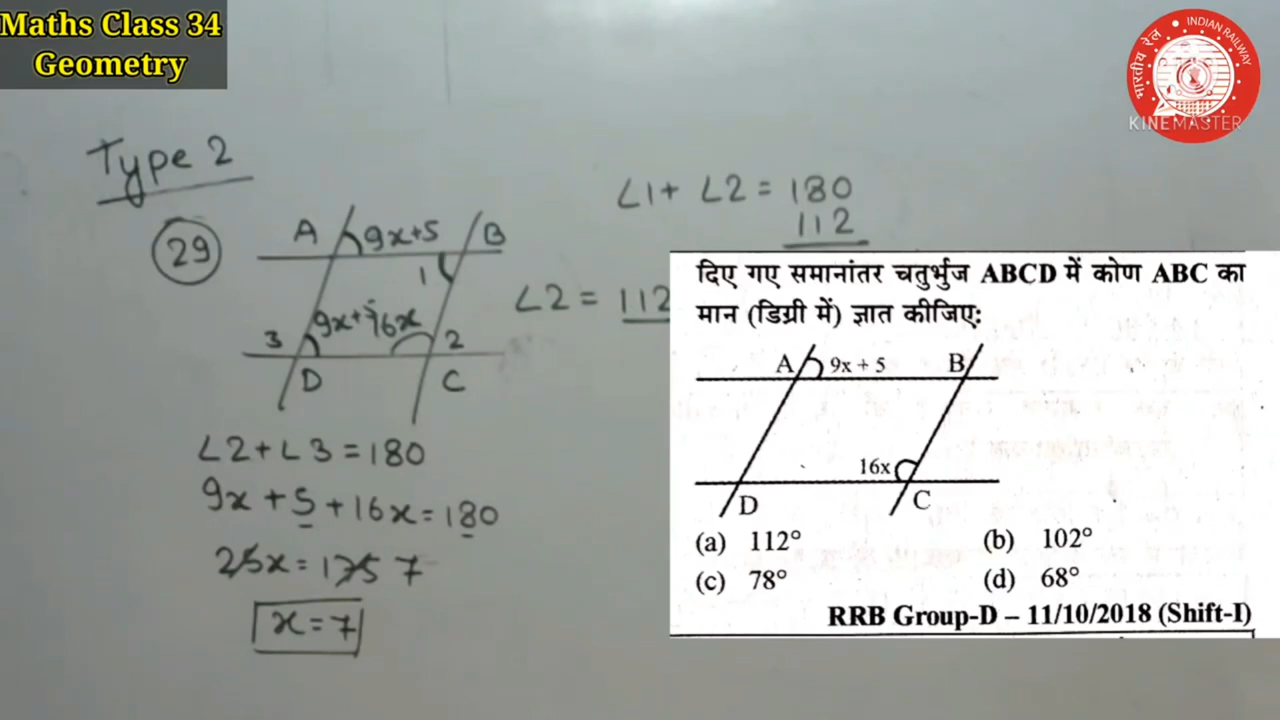 Maths Class 34
Geometry
भारतीय रेल
INDIAN RAILWAY
KINEMASTER
Type 2
29
A 9x+5 B
1
3 9x+5 16x 2
D C
∠2+∠3=180
9x+5+16x=180
25x=175 7
x=7
∠1+ ∠2=180
112
∠2= 112
दिए गए समानांतर चतुर्भुज ABCD में कोण ABC का
मान (डिग्री में) ज्ञात कीजिए:
A 9x + 5 B
16x
D C
(a) 112° (b) 102°
(c) 78° (d) 68°
RRB Group-D – 11/10/2018 (Shift-I)